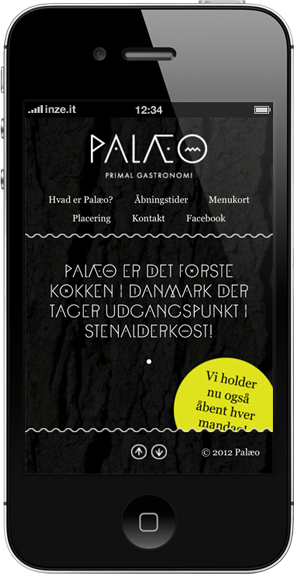 inze.it 12:34
PALÆO
PRIMAL GASTRONOMI
Hvad er Palæo? Åbningstider Menukort
Placering Kontakt Facebook
PALÆO ER DET FØRSTE
KØKKEN I DANMARK DER
TAGER UDGANGSPUNKT I
STENALDERKOST!
Vi holder
nu også
åbent hver
mandag!
© 2012 Palæo